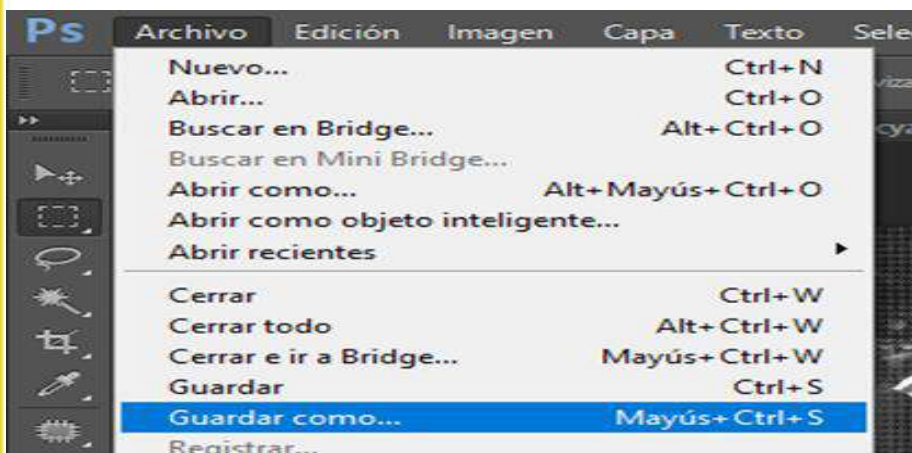 Ps Archivo Edición Imagen Capa Texto
Nuevo... Ctrl+N
Abrir... Ctrl+O
Buscar en Bridge... Alt+Ctrl+O
Buscar en Mini Bridge...
Abrir como... Alt+Mayús+Ctrl+O
Abrir como objeto inteligente...
Abrir recientes
Cerrar Ctrl+W
Cerrar todo Alt+Ctrl+W
Cerrar e ir a Bridge... Mayús+Ctrl+W
Guardar Ctrl+S
Guardar como... Mayús+Ctrl+S
Registrar...